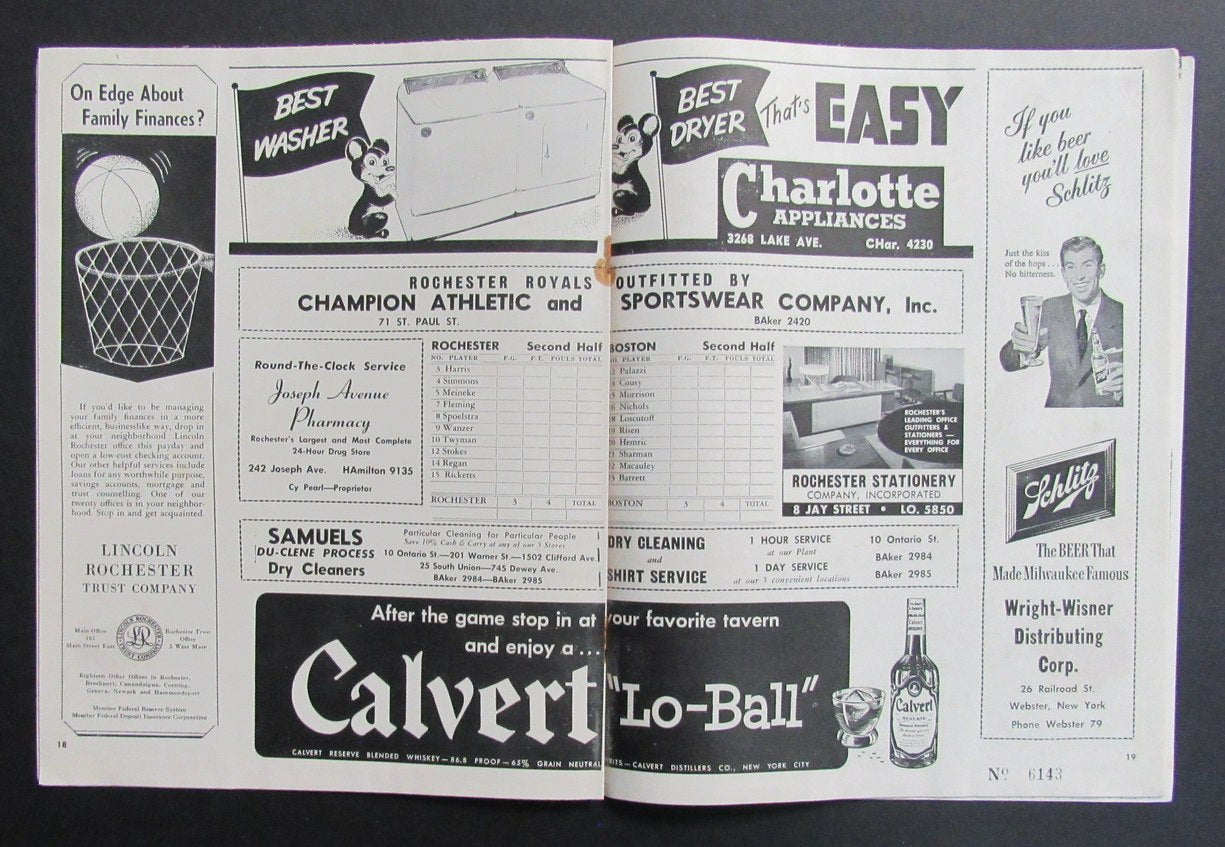 On Edge About
Family Finances?
If you'd like to be managing
your family finances in a more
efficient, businesslike way, drop in
at your neighborhood Lincoln
Rochester office this payday and
open a low-cost checking account.
Our other helpful services include
loans for any worthwhile purpose,
savings accounts, mortgage and
trust counselling. One of our
twenty offices is in your neighbor-
hood. Stop in and get acquainted.
LINCOLN
ROCHESTER
TRUST COMPANY
Main Office
183
Main Street East
LINCOLN ROCHESTER
TRUST COMPANY
Rochester Trust
Office
5 West Main
Eighteen Other Offices in Rochester,
Brockport, Canandaigua, Corning,
Geneva, Newark and Hammondsport
Member Federal Reserve System
Member Federal Deposit Insurance Corporation
18
BEST
WASHER
BEST
DRYER
That's
EASY
Charlotte
APPLIANCES
3268 LAKE AVE. CHar. 4230
ROCHESTER ROYALS OUTFITTED BY
CHAMPION ATHLETIC and SPORTSWEAR COMPANY, Inc.
71 ST. PAUL ST. BAker 2420
Round-The-Clock Service
Joseph Avenue
Pharmacy
Rochester's Largest and Most Complete
24-Hour Drug Store
242 Joseph Ave. HAmilton 9135
Cy Pearl—Proprietor
ROCHESTER Second Half
NO. PLAYER F.G. F.T. FOULS TOTAL
3 Harris
4 Simmons
5 Meineke
7 Fleming
8 Spoelstra
9 Wanzer
10 Twyman
12 Stokes
14 Regan
15 Ricketts
ROCHESTER 3 4 TOTAL
BOSTON Second Half
NO. PLAYER F.G. F.T. FOULS TOTAL
Palazzi
Cousy
Morrison
Nichols
Loscutoff
Risen
Hemric
Sharman
Macauley
Barrett
BOSTON 3 4 TOTAL
ROCHESTER'S
LEADING OFFICE
OUTFITTERS &
STATIONERS —
EVERYTHING FOR
EVERY OFFICE
ROCHESTER STATIONERY
COMPANY, INCORPORATED
8 JAY STREET • LO. 5850
SAMUELS
DU-CLENE PROCESS
Dry Cleaners
Particular Cleaning for Particular People
Save 10% Cash & Carry at any of our 5 Stores
10 Ontario St.—201 Warner St.—1502 Clifford Ave.
25 South Union—745 Dewey Ave.
BAker 2984—BAker 2985
DRY CLEANING
and
SHIRT SERVICE
1 HOUR SERVICE
at our Plant
1 DAY SERVICE
at our 5 convenient locations
10 Ontario St.
BAker 2984
BAker 2985
After the game stop in at your favorite tavern
and enjoy a...
Calvert "Lo-Ball"
CALVERT RESERVE BLENDED WHISKEY—86.8 PROOF—65% GRAIN NEUTRAL SPIRITS—CALVERT DISTILLERS CO., NEW YORK CITY
Calvert
RESERVE
If you
like beer
you'll love
Schlitz
Just the kiss
of the hops...
No bitterness.
Schlitz
The BEER That
Made Milwaukee Famous
Wright-Wisner
Distributing
Corp.
26 Railroad St.
Webster, New York
Phone Webster 79
19
Nº 6143